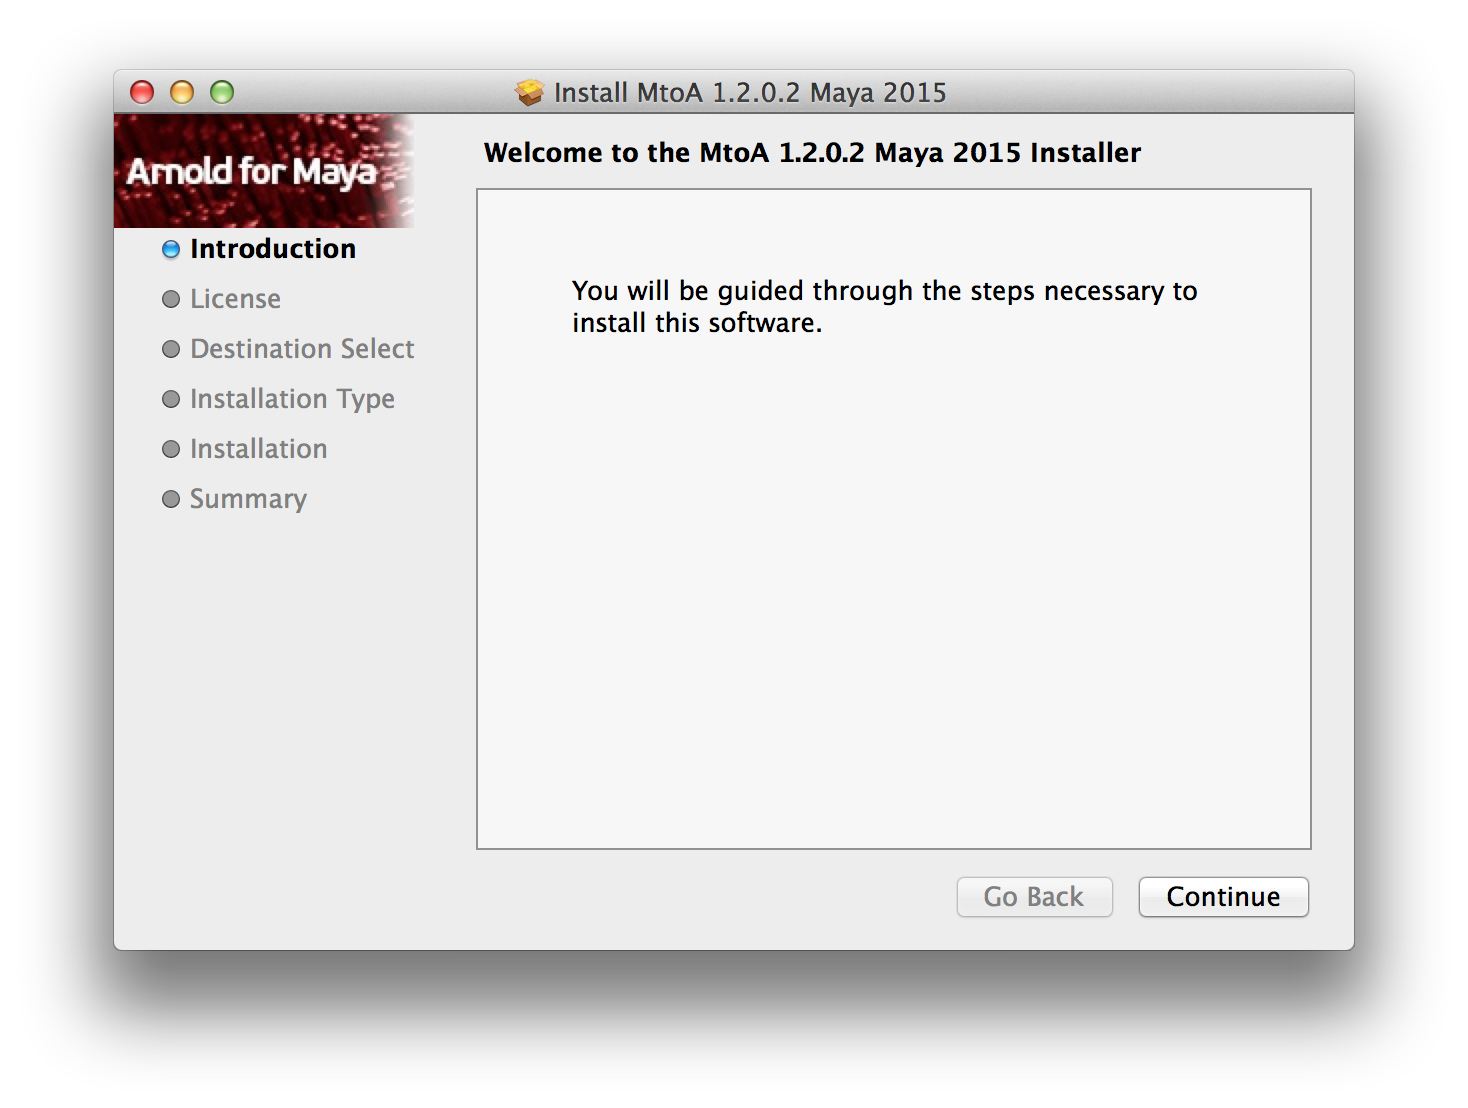 Install MtoA 1.2.0.2 Maya 2015
Arnold for Maya
Welcome to the MtoA 1.2.0.2 Maya 2015 Installer
Introduction
License
Destination Select
Installation Type
Installation
Summary
You will be guided through the steps necessary to
install this software.
Go Back
Continue